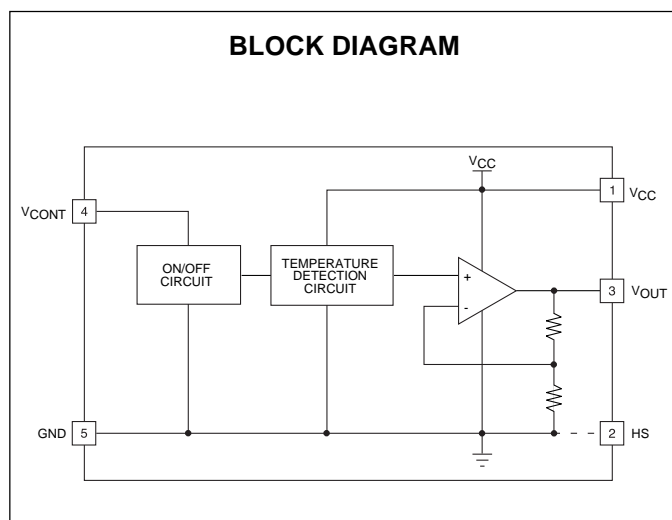 BLOCK DIAGRAM
VCC
1 VCC
VCONT 4
ON/OFF
CIRCUIT
TEMPERATURE
DETECTION
CIRCUIT
+
-
3 VOUT
GND 5
2 HS